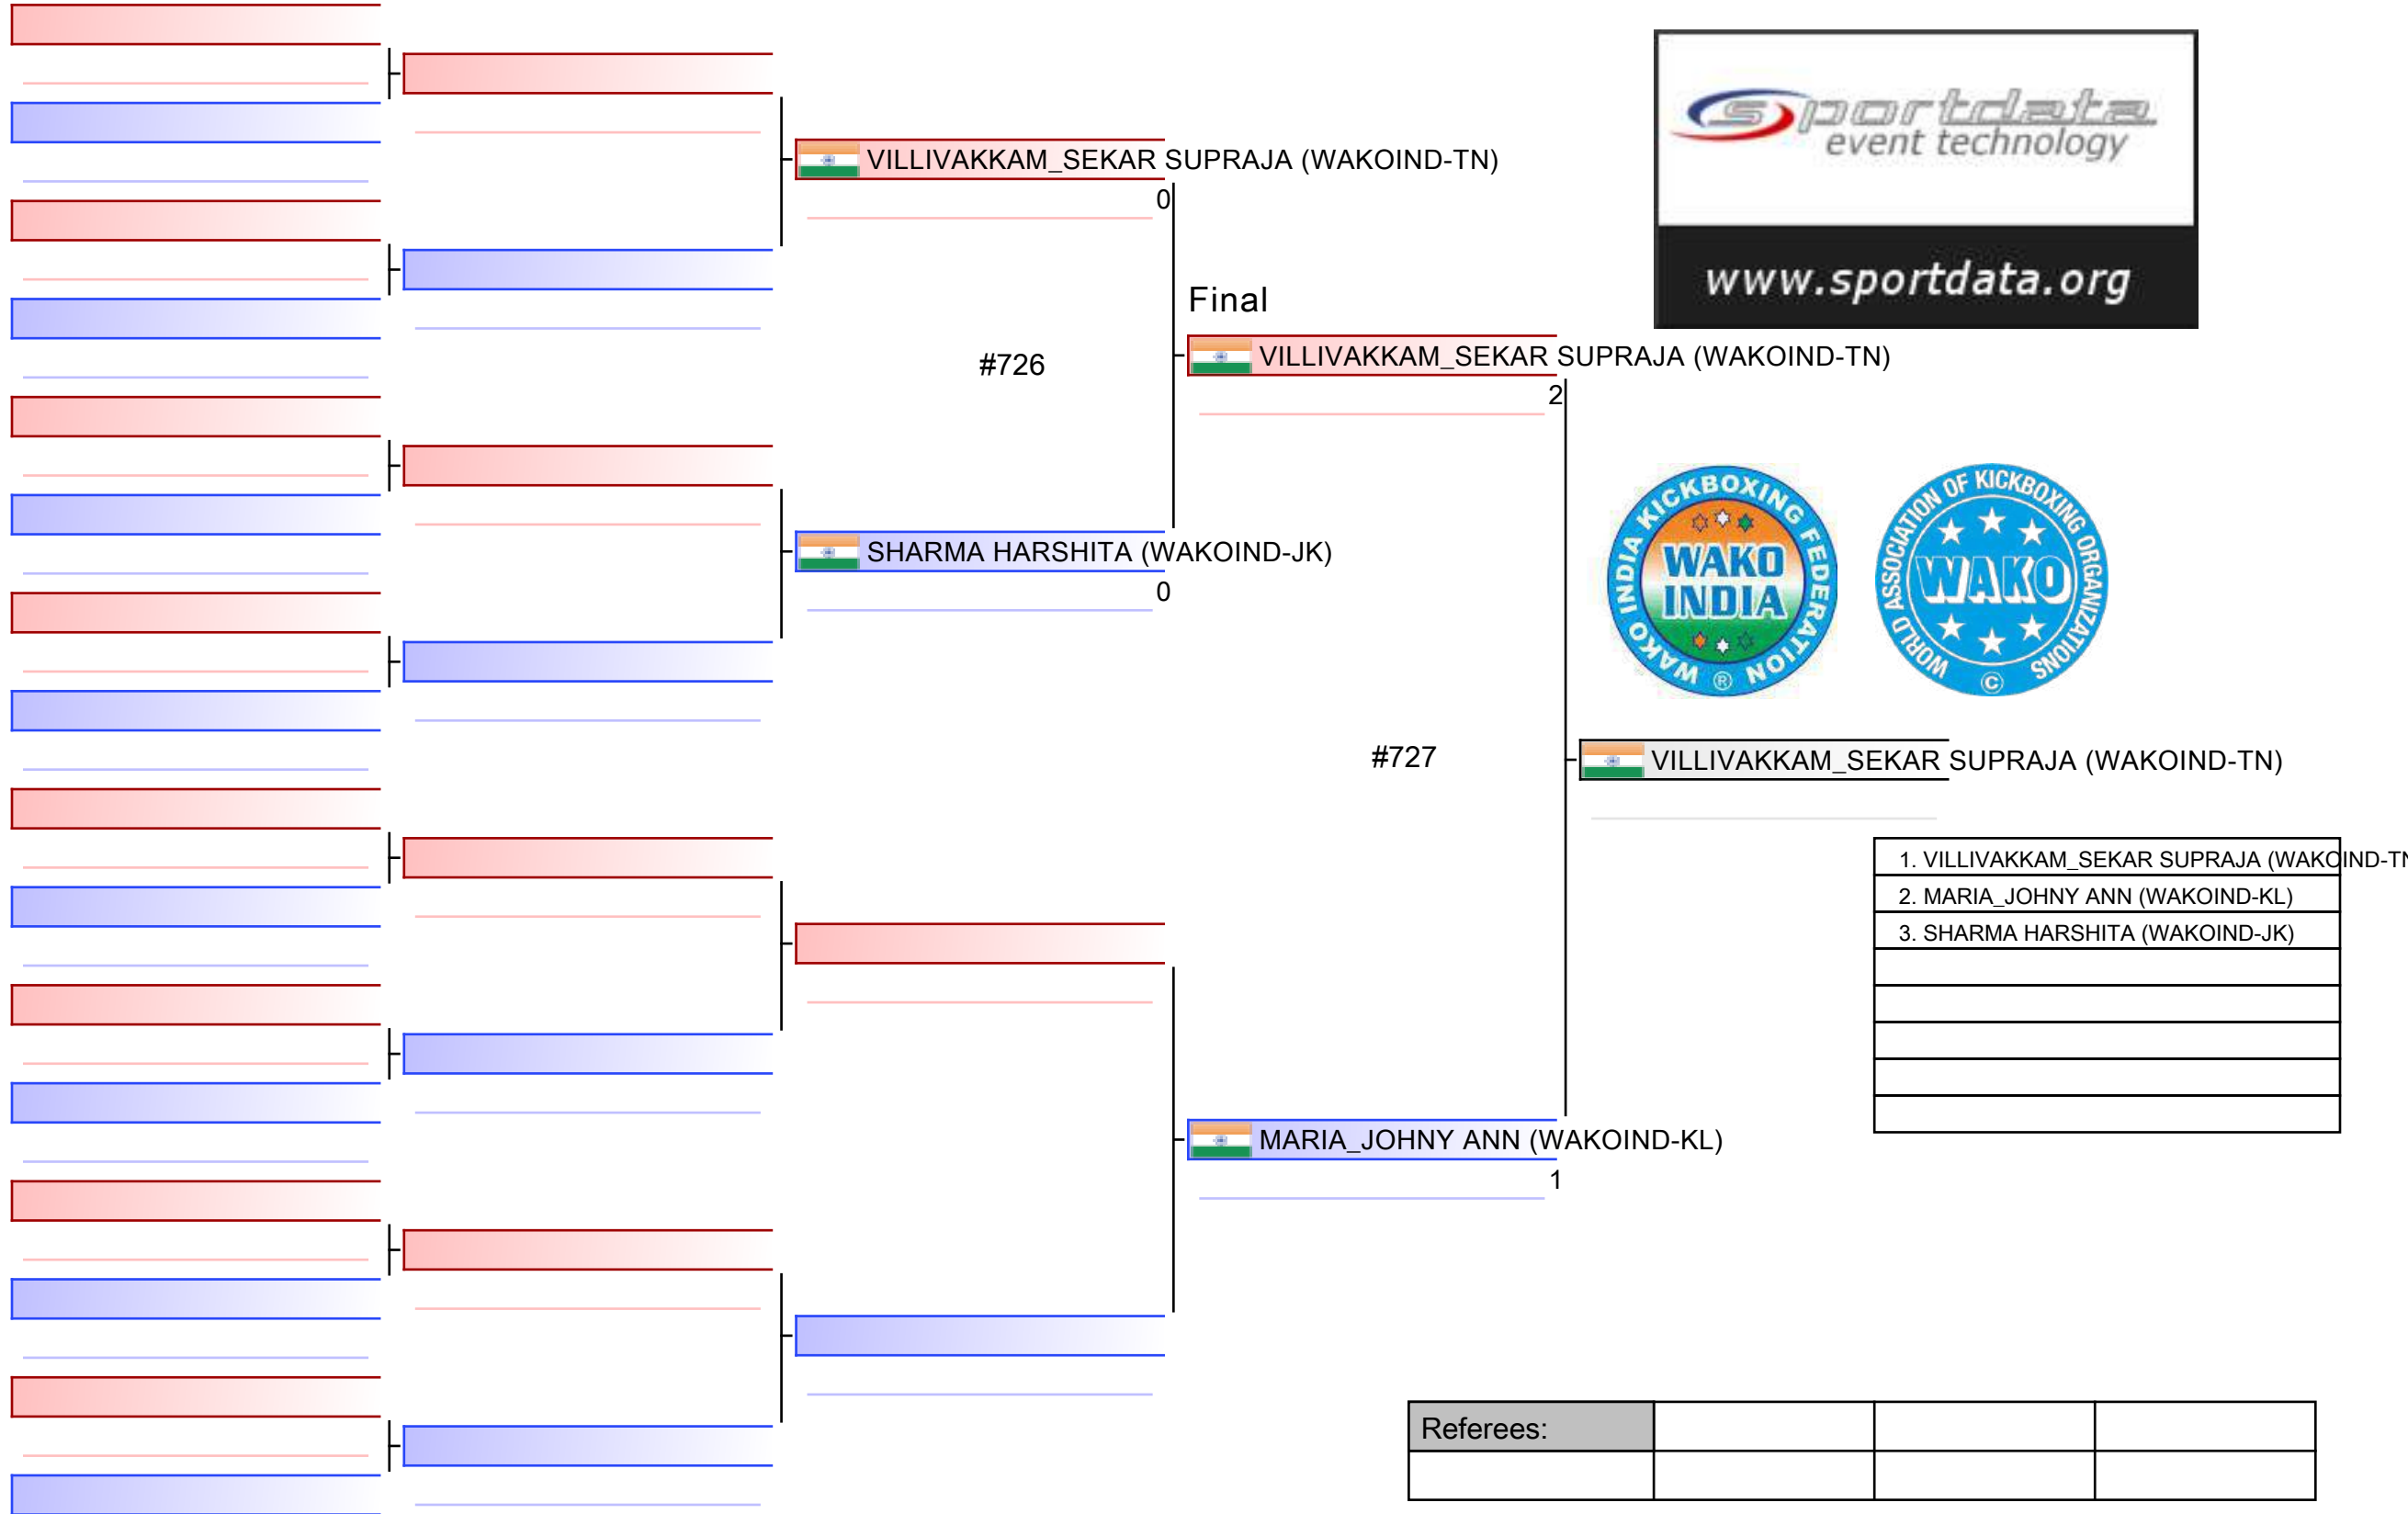 sportdata
event technology
www.sportdata.org
VILLIVAKKAM_SEKAR SUPRAJA (WAKOIND-TN)
0
Final
#726
VILLIVAKKAM_SEKAR SUPRAJA (WAKOIND-TN)
2
SHARMA HARSHITA (WAKOIND-JK)
0
WAKO INDIA KICKBOXING FEDERATION
WAKO
INDIA
®
WORLD ASSOCIATION OF KICKBOXING ORGANIZATIONS
WAKO
©
#727
VILLIVAKKAM_SEKAR SUPRAJA (WAKOIND-TN)
1. VILLIVAKKAM_SEKAR SUPRAJA (WAKOIND-TN
2. MARIA_JOHNY ANN (WAKOIND-KL)
3. SHARMA HARSHITA (WAKOIND-JK)
MARIA_JOHNY ANN (WAKOIND-KL)
1
Referees: